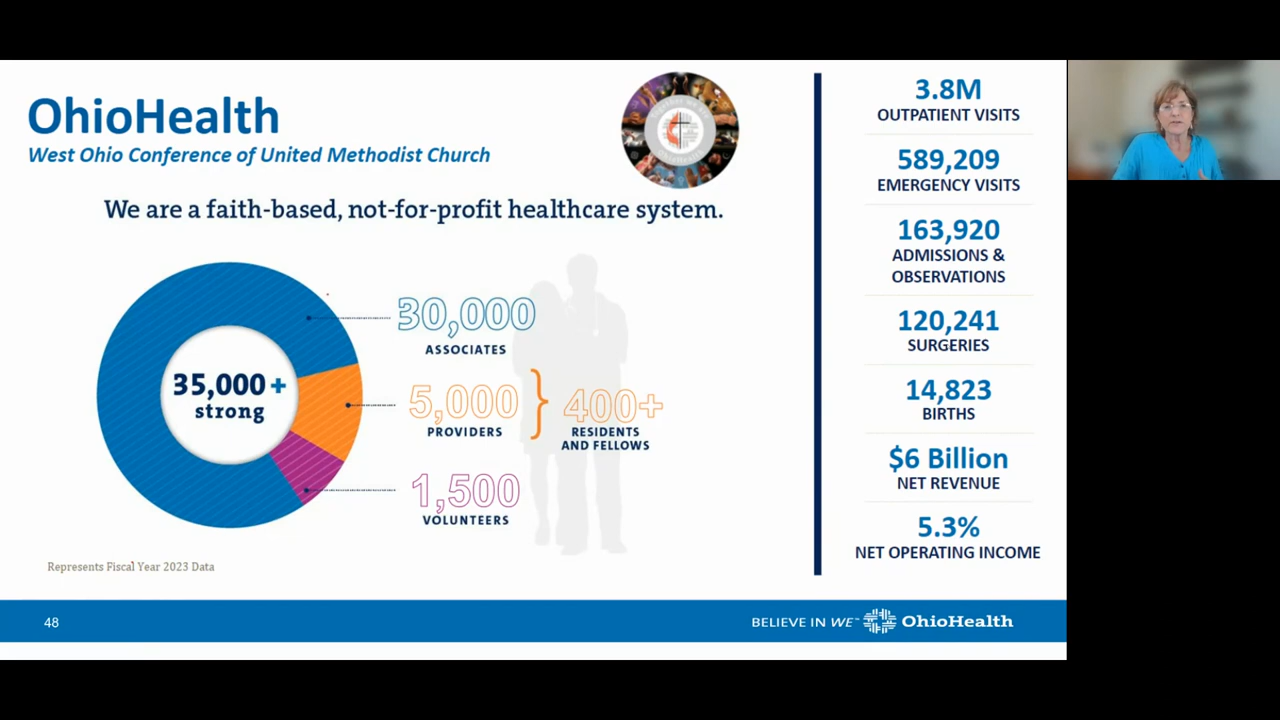 OhioHealth
West Ohio Conference of United Methodist Church
We are a faith-based, not-for-profit healthcare system.
35,000+
strong
30,000
ASSOCIATES
5,000
PROVIDERS
400+
RESIDENTS
AND FELLOWS
1,500
VOLUNTEERS
Represents Fiscal Year 2023 Data
3.8M
OUTPATIENT VISITS
589,209
EMERGENCY VISITS
163,920
ADMISSIONS &
OBSERVATIONS
120,241
SURGERIES
14,823
BIRTHS
$6 Billion
NET REVENUE
5.3%
NET OPERATING INCOME
48
BELIEVE IN WE℠ OhioHealth